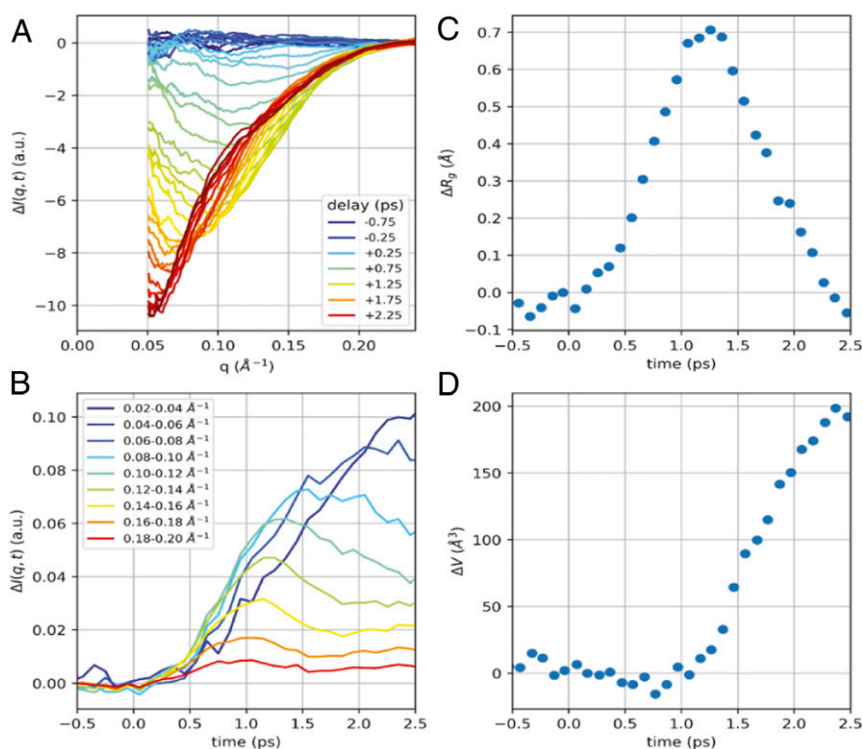 A
ΔI(q, t) (a.u.)
0
−2
−4
−6
−8
−10
delay (ps)
-0.75
-0.25
+0.25
+0.75
+1.25
+1.75
+2.25
0.00 0.05 0.10 0.15 0.20
q (Å⁻¹)
B
ΔI(q, t) (a.u.)
0.10
0.08
0.06
0.04
0.02
0.00
0.02-0.04 Å⁻¹
0.04-0.06 Å⁻¹
0.06-0.08 Å⁻¹
0.08-0.10 Å⁻¹
0.10-0.12 Å⁻¹
0.12-0.14 Å⁻¹
0.14-0.16 Å⁻¹
0.16-0.18 Å⁻¹
0.18-0.20 Å⁻¹
−0.5 0.0 0.5 1.0 1.5 2.0 2.5
time (ps)
C
ΔRg (Å)
0.7
0.6
0.5
0.4
0.3
0.2
0.1
0.0
−0.1
−0.5 0.0 0.5 1.0 1.5 2.0 2.5
time (ps)
D
ΔV (Å³)
200
150
100
50
0
−0.5 0.0 0.5 1.0 1.5 2.0 2.5
time (ps)